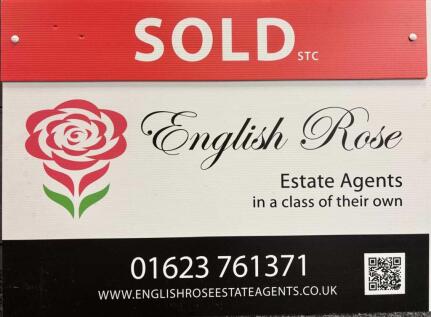 SOLD STC
English Rose
Estate Agents
in a class of their own
01623 761371
WWW.ENGLISHROSEESTATEAGENTS.CO.UK